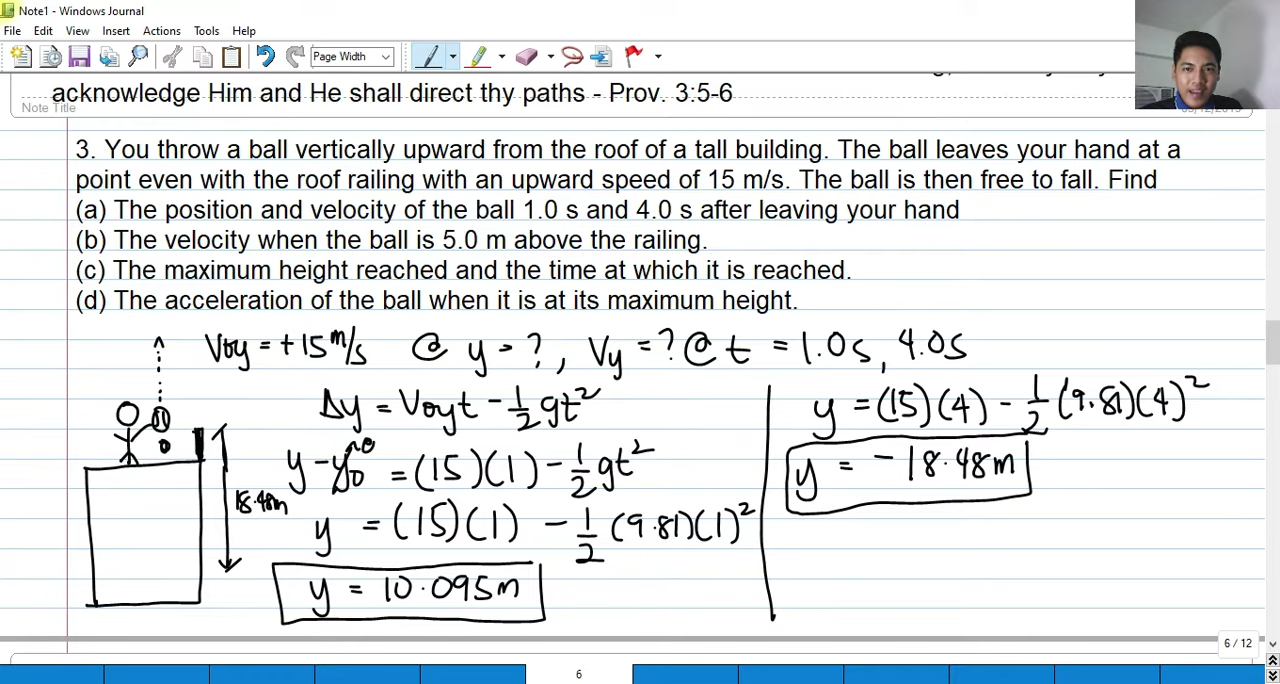 Note1 - Windows Journal
File Edit View Insert Actions Tools Help
Page Width
acknowledge Him and He shall direct thy paths - Prov. 3:5-6
Note Title
3. You throw a ball vertically upward from the roof of a tall building. The ball leaves your hand at a
point even with the roof railing with an upward speed of 15 m/s. The ball is then free to fall. Find
(a) The position and velocity of the ball 1.0 s and 4.0 s after leaving your hand
(b) The velocity when the ball is 5.0 m above the railing.
(c) The maximum height reached and the time at which it is reached.
(d) The acceleration of the ball when it is at its maximum height.
Voy = +15 m/s @ y = ?, Vy = ? @ t = 1.0s, 4.0s
Δy = Voyt - 1/2 gt²
y - y0 = (15)(1) - 1/2 gt²
0
18.48m
y = (15)(1) - 1/2 (9.81)(1)²
y = 10.095m
y = (15)(4) - 1/2 (9.81)(4)²
y = -18.48m
6 / 12
6